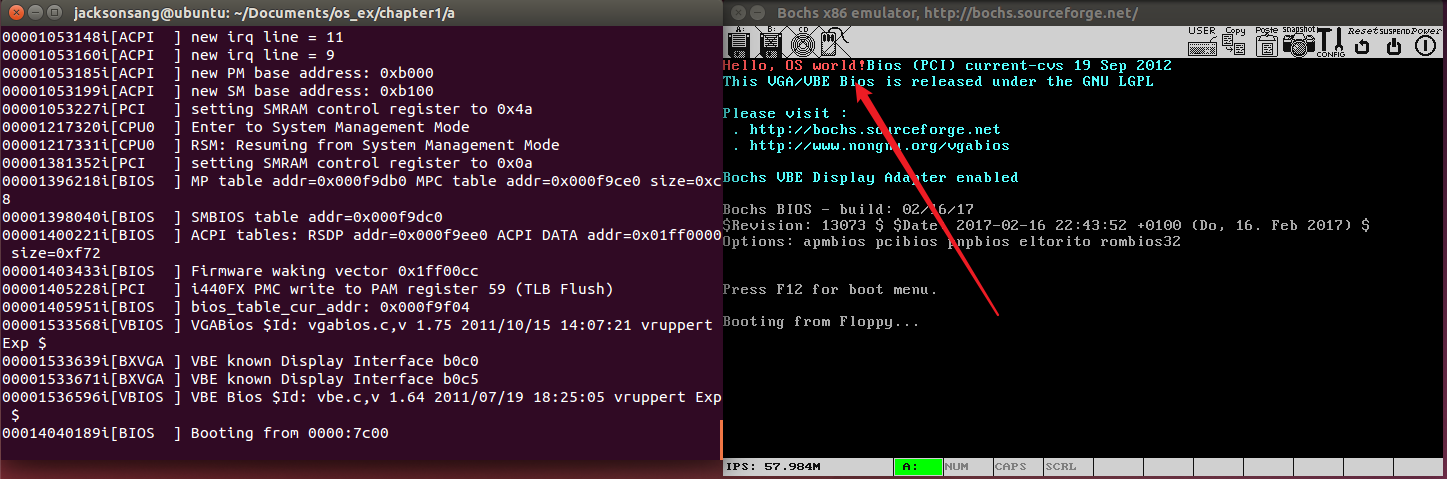 jacksonsang@ubuntu: ~/Documents/os_ex/chapter1/a
00001053148i[ACPI  ] new irq line = 11
00001053160i[ACPI  ] new irq line = 9
00001053185i[ACPI  ] new PM base address: 0xb000
00001053199i[ACPI  ] new SM base address: 0xb100
00001053227i[PCI   ] setting SMRAM control register to 0x4a
00001217320i[CPU0  ] Enter to System Management Mode
00001217331i[CPU0  ] RSM: Resuming from System Management Mode
00001381352i[PCI   ] setting SMRAM control register to 0x0a
00001396218i[BIOS  ] MP table addr=0x000f9db0 MPC table addr=0x000f9ce0 size=0xc
8
00001398040i[BIOS  ] SMBIOS table addr=0x000f9dc0
00001400221i[BIOS  ] ACPI tables: RSDP addr=0x000f9ee0 ACPI DATA addr=0x01ff0000
 size=0xf72
00001403433i[BIOS  ] Firmware waking vector 0x1ff00cc
00001405228i[PCI   ] i440FX PMC write to PAM register 59 (TLB Flush)
00001405951i[BIOS  ] bios_table_cur_addr: 0x000f9f04
00001533568i[VBIOS ] VGABios $Id: vgabios.c,v 1.75 2011/10/15 14:07:21 vruppert
Exp $
00001533639i[BXVGA ] VBE known Display Interface b0c0
00001533671i[BXVGA ] VBE known Display Interface b0c5
00001536596i[VBIOS ] VBE Bios $Id: vbe.c,v 1.64 2011/07/19 18:25:05 vruppert Exp
 $
00014040189i[BIOS  ] Booting from 0000:7c00
Bochs x86 emulator, http://bochs.sourceforge.net/
A: B: CD USER Copy Paste snapshot CONFIG Reset SUSPEND Power
Hello, OS world!Bios (PCI) current-cvs 19 Sep 2012
This VGA/VBE Bios is released under the GNU LGPL
Please visit :
 . http://bochs.sourceforge.net
 . http://www.nongnu.org/vgabios
Bochs VBE Display Adapter enabled
Bochs BIOS - build: 02/16/17
$Revision: 13073 $ $Date: 2017-02-16 22:43:52 +0100 (Do, 16. Feb 2017) $
Options: apmbios pcibios pnpbios eltorito rombios32
Press F12 for boot menu.
Booting from Floppy...
IPS: 57.984M A: NUM CAPS SCRL